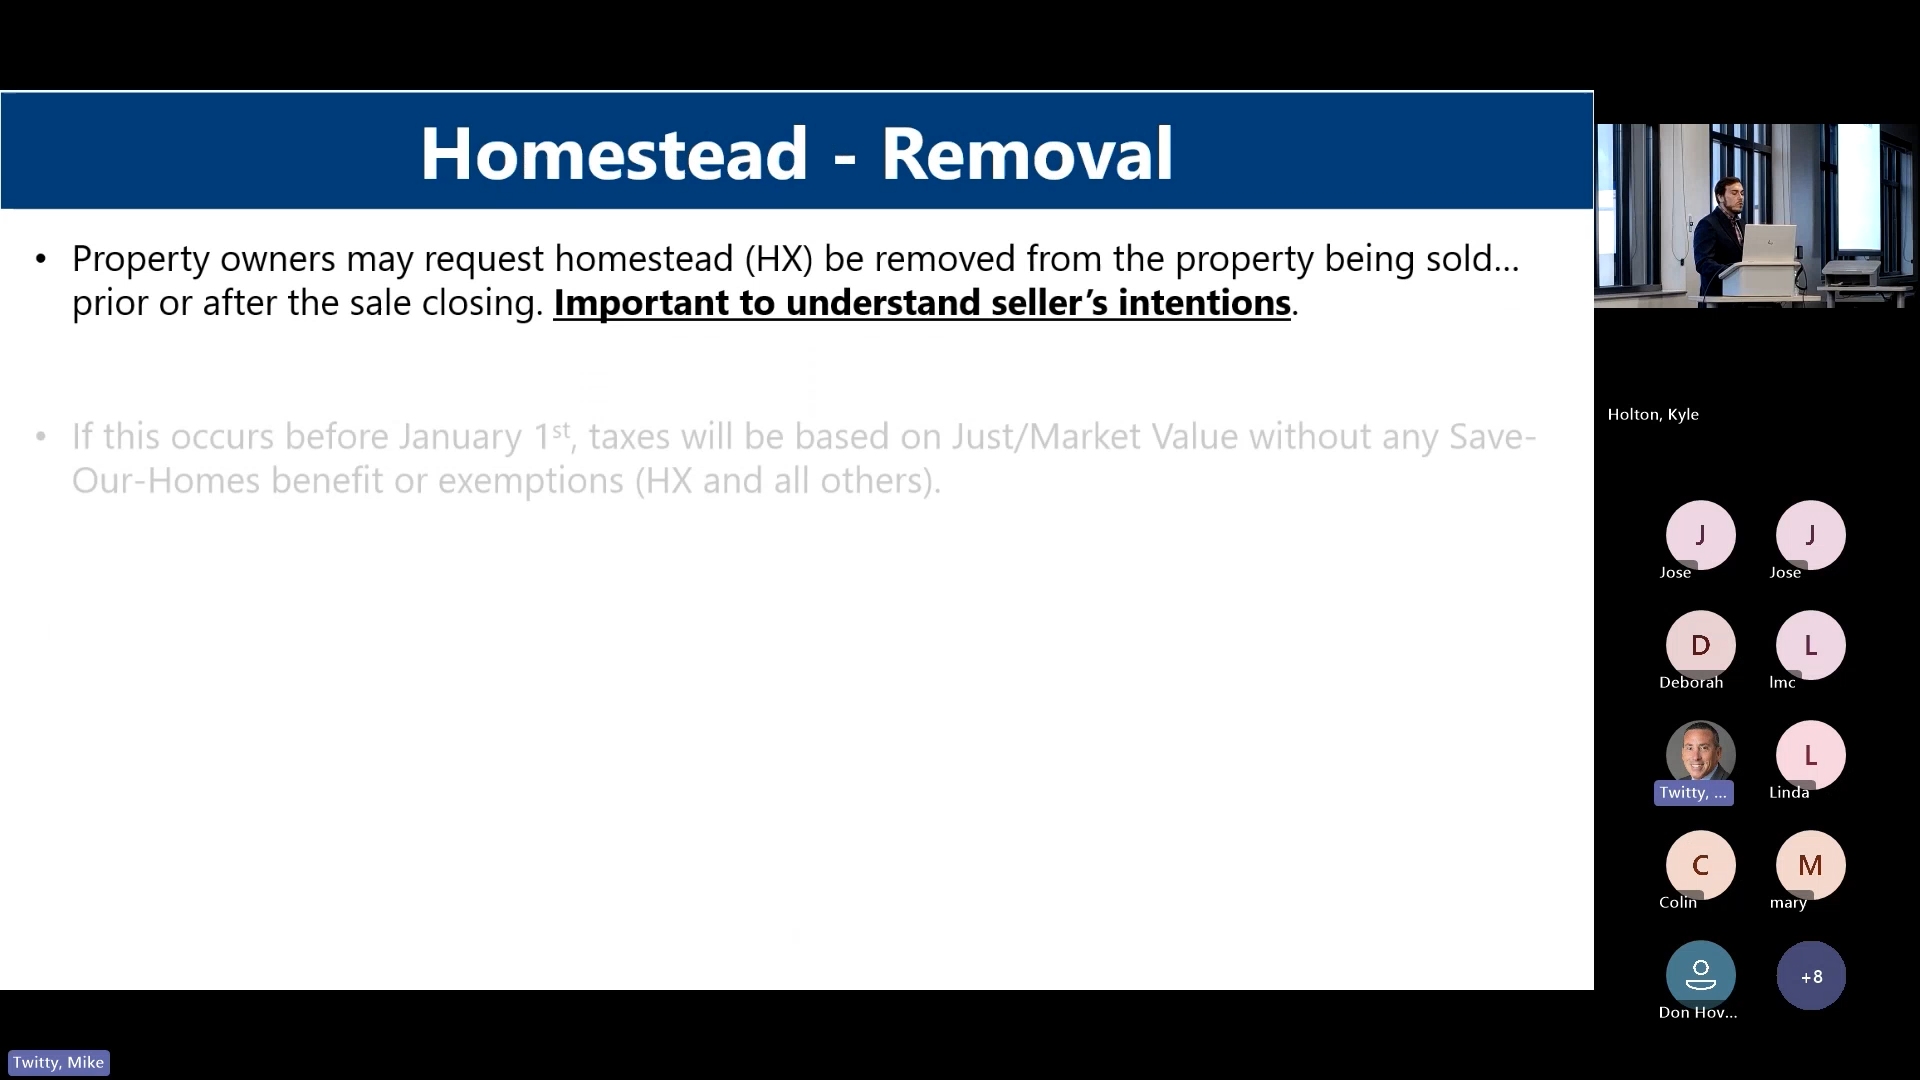 Homestead - Removal
• Property owners may request homestead (HX) be removed from the property being sold...
prior or after the sale closing. Important to understand seller’s intentions.
• If this occurs before January 1st, taxes will be based on Just/Market Value without any Save-
Our-Homes benefit or exemptions (HX and all others).
Holton, Kyle
J
Jose
J
Jose
D
Deborah
L
lmc
Twitty, ...
L
Linda
C
Colin
M
mary
Don Hov...
+8
Twitty, Mike